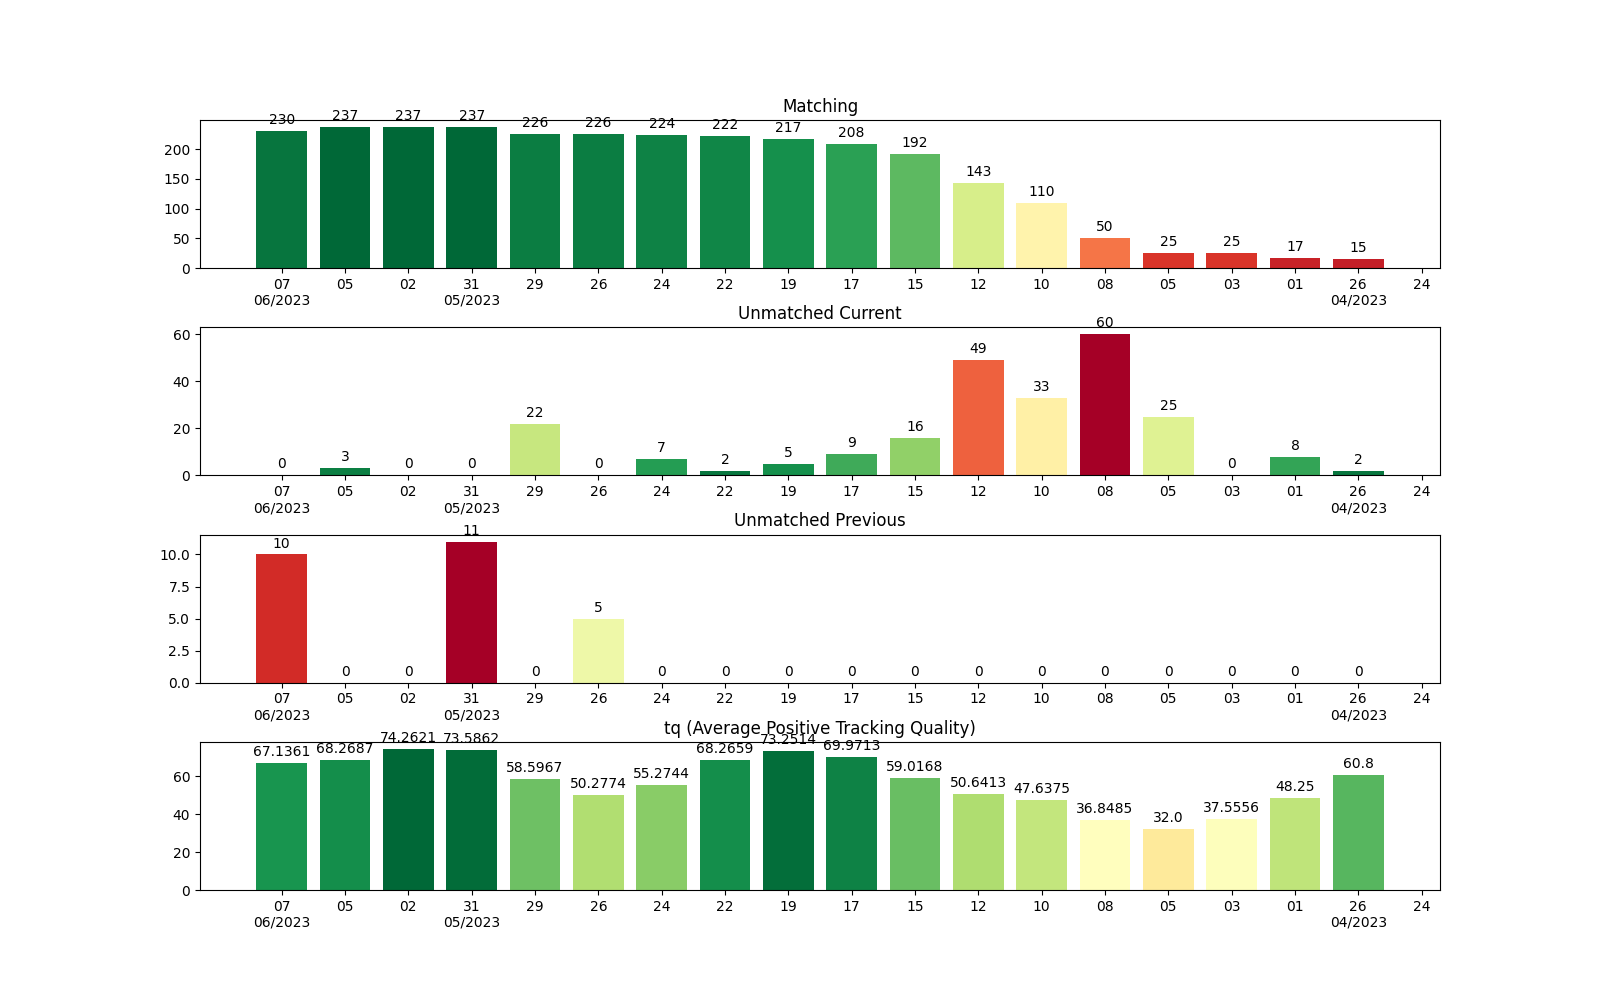 Matching
230 237 237 237 226 226 224 222 217 208 192 143 110 50 25 25 17 15
200
150
100
50
0
07 05 02 31 29 26 24 22 19 17 15 12 10 08 05 03 01 26 24
06/2023 05/2023 04/2023
Unmatched Current
0 3 0 0 22 0 7 2 5 9 16 49 33 60 25 0 8 2
60
40
20
0
07 05 02 31 29 26 24 22 19 17 15 12 10 08 05 03 01 26 24
06/2023 05/2023 04/2023
Unmatched Previous
10 0 0 11 0 5 0 0 0 0 0 0 0 0 0 0 0 0
10.0
7.5
5.0
2.5
0.0
07 05 02 31 29 26 24 22 19 17 15 12 10 08 05 03 01 26 24
06/2023 05/2023 04/2023
tq (Average Positive Tracking Quality)
67.1361 68.2687 74.2621 73.5862 58.5967 50.2774 55.2744 68.2659 73.2514 69.9713 59.0168 50.6413 47.6375 36.8485 32.0 37.5556 48.25 60.8
60
40
20
0
07 05 02 31 29 26 24 22 19 17 15 12 10 08 05 03 01 26 24
06/2023 05/2023 04/2023